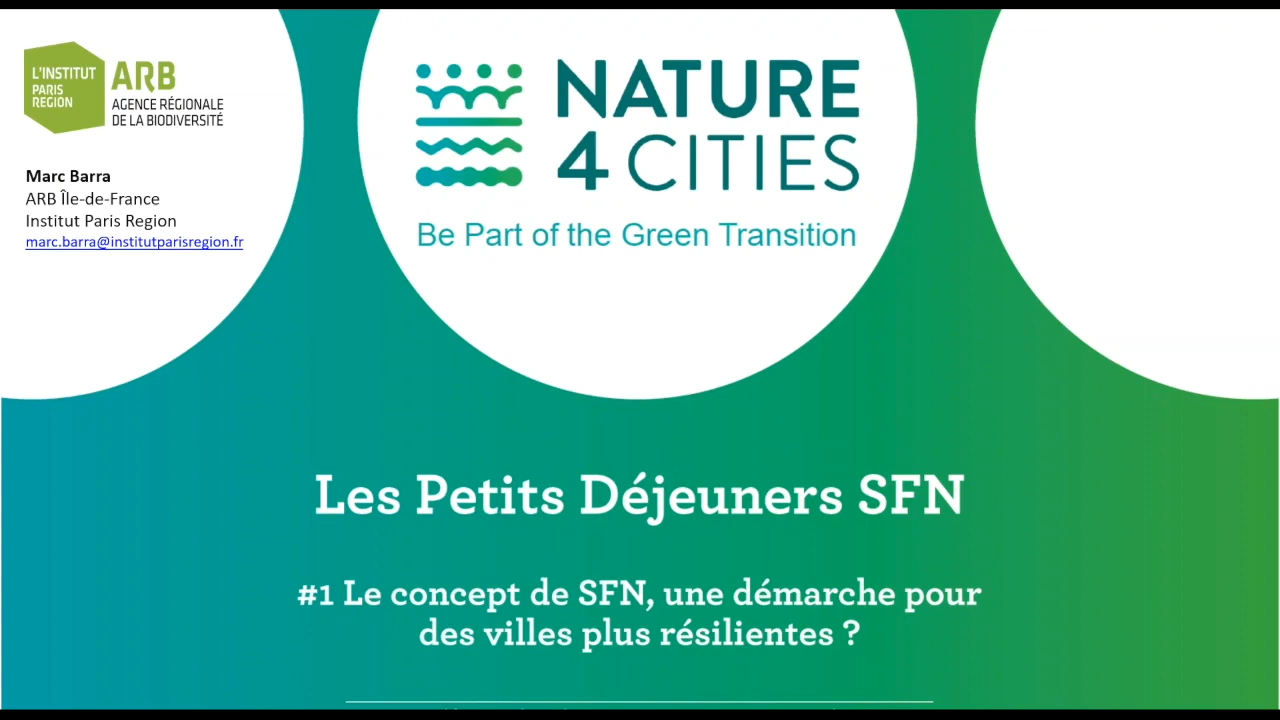 L'INSTITUT
PARIS
REGION
ARB
AGENCE RÉGIONALE
DE LA BIODIVERSITÉ
Marc Barra
ARB Île-de-France
Institut Paris Region
marc.barra@institutparisregion.fr
NATURE
4 CITIES
Be Part of the Green Transition
Les Petits Déjeuners SFN
#1 Le concept de SFN, une démarche pour
des villes plus résilientes ?